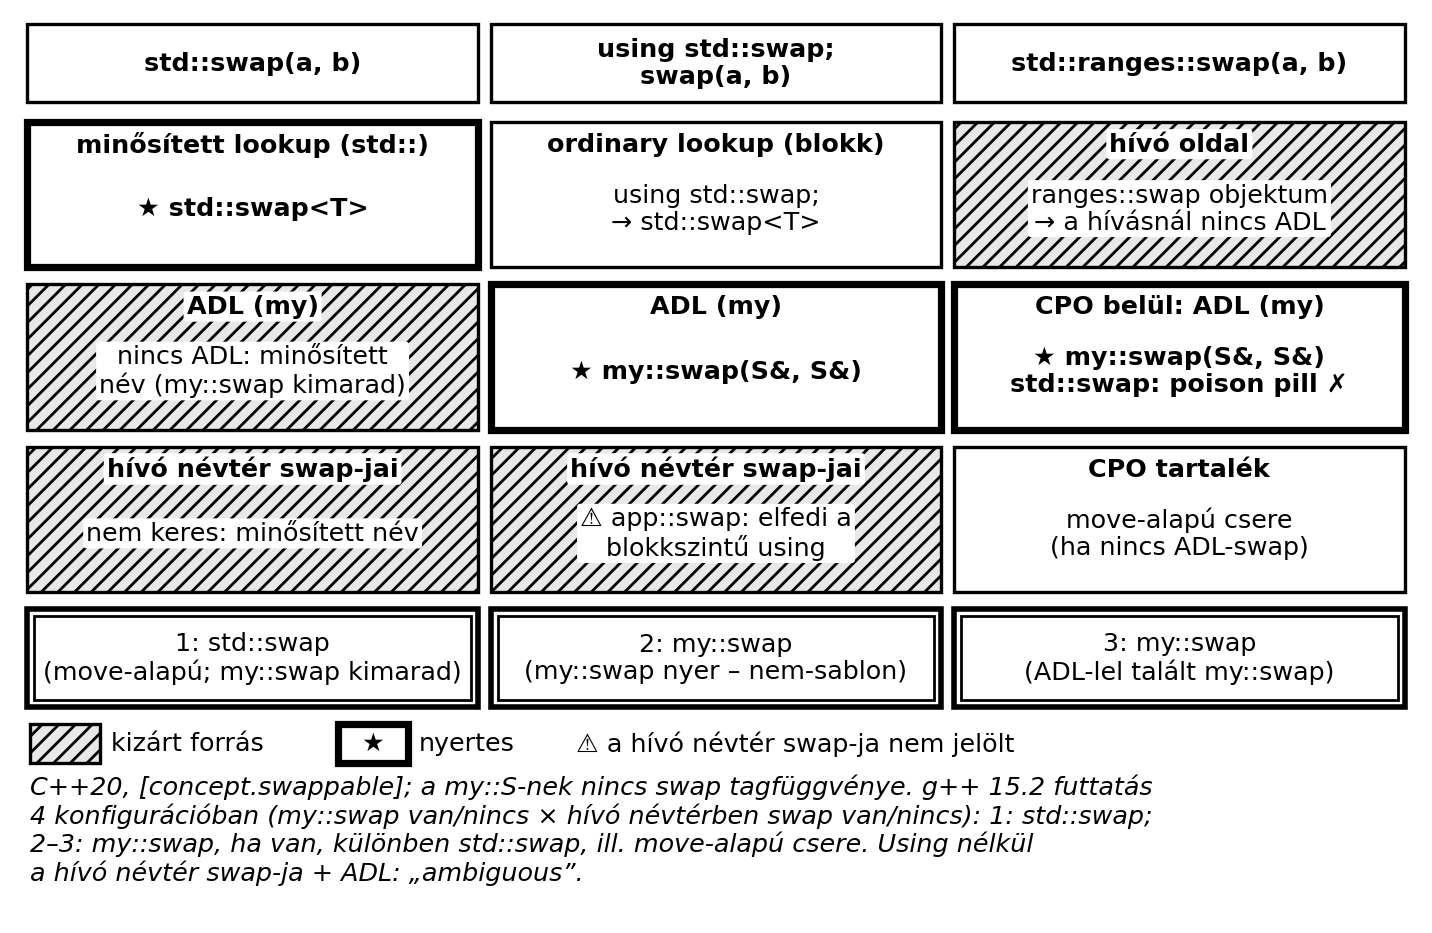 std::swap(a, b)
using std::swap;
swap(a, b)
std::ranges::swap(a, b)
minősített lookup (std::)
★ std::swap<T>
ordinary lookup (blokk)
using std::swap;
→ std::swap<T>
hívó oldal
ranges::swap objektum
→ a hívásnál nincs ADL
ADL (my)
nincs ADL: minősített
név (my::swap kimarad)
ADL (my)
★ my::swap(S&, S&)
CPO belül: ADL (my)
★ my::swap(S&, S&)
std::swap: poison pill ✗
hívó névtér swap-jai
nem keres: minősített név
hívó névtér swap-jai
⚠ app::swap: elfedi a
blokkszintű using
CPO tartalék
move-alapú csere
(ha nincs ADL-swap)
1: std::swap
(move-alapú; my::swap kimarad)
2: my::swap
(my::swap nyer – nem-sablon)
3: my::swap
(ADL-lel talált my::swap)
kizárt forrás
★ nyertes
⚠ a hívó névtér swap-ja nem jelölt
C++20, [concept.swappable]; a my::S-nek nincs swap tagfüggvénye. g++ 15.2 futtatás
4 konfigurációban (my::swap van/nincs × hívó névtérben swap van/nincs): 1: std::swap;
2–3: my::swap, ha van, különben std::swap, ill. move-alapú csere. Using nélkül
a hívó névtér swap-ja + ADL: „ambiguous”.